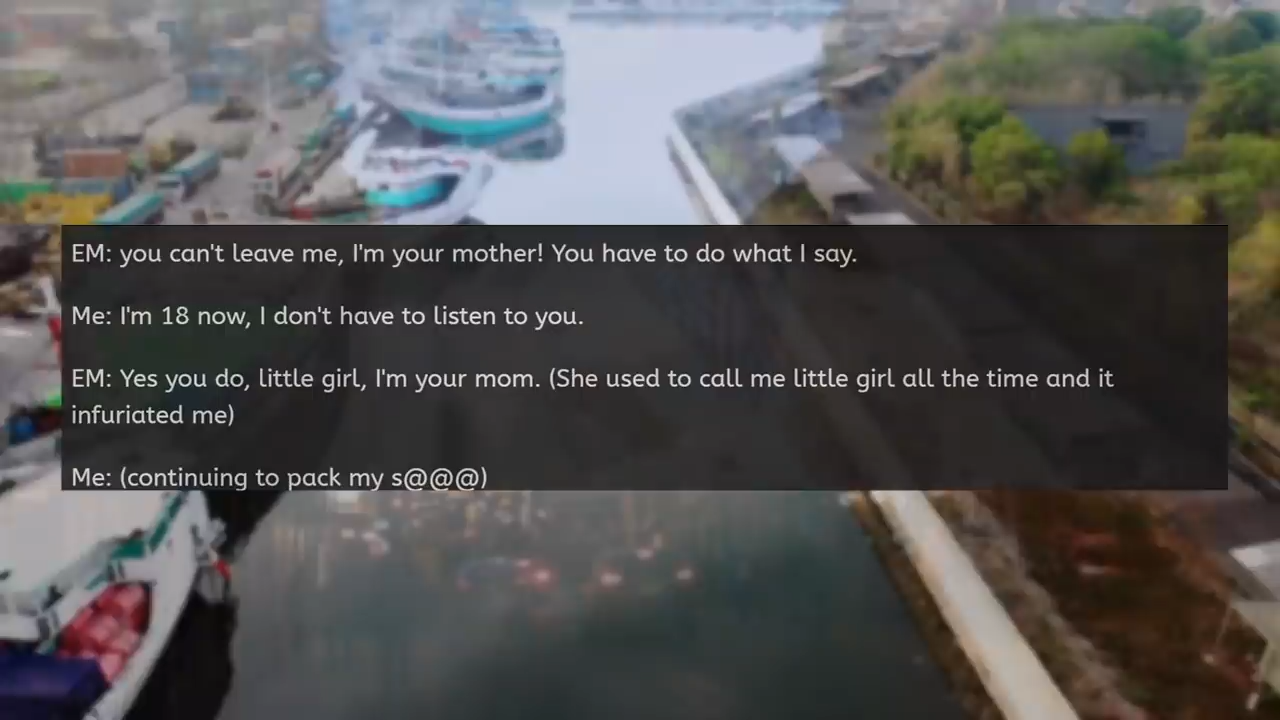 EM: you can't leave me, I'm your mother! You have to do what I say.
Me: I'm 18 now, I don't have to listen to you.
EM: Yes you do, little girl, I'm your mom. (She used to call me little girl all the time and it
infuriated me)
Me: (continuing to pack my s@@@)